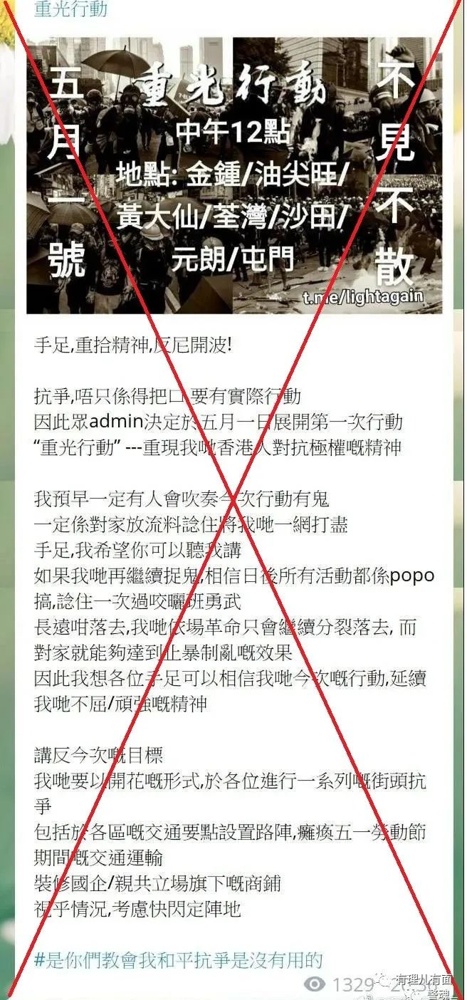 重光行動
五月一號
重光行動
中午12點
地點: 金鍾/油尖旺/
黃大仙/荃灣/沙田/
元朗/屯門
不見不散
t.me/lightagain
手足,重拾精神,反尼開波!
抗爭,唔只係得把口 要有實際行動
因此眾admin決定於五月一日展開第一次行動
“重光行動” ---重現我哋香港人對抗極權嘅精神
我預早一定有人會吹奏今次行動有鬼
一定係對家放流料諗住將我哋一網打盡
手足,我希望你可以聽我講
如果我哋再繼續捉鬼,相信日後所有活動都係popo
搞,諗住一次過咬曬班勇武
長遠咁落去,我哋依場革命只會繼續分裂落去, 而
對家就能夠達到止暴制亂嘅效果
因此我想各位手足可以相信我哋今次嘅行動,延續
我哋不屈/頑強嘅精神
講反今次嘅目標
我哋要以開花嘅形式,於各位進行一系列嘅街頭抗
爭
包括於各區嘅交通要點設置路陣,癱瘓五一勞動節
期間嘅交通運輸
裝修國企/親共立場旗下嘅商鋪
視乎情況,考慮快閃定陣地
#是你們教會我和平抗爭是沒有用的
1329
有理儿有面
警魂